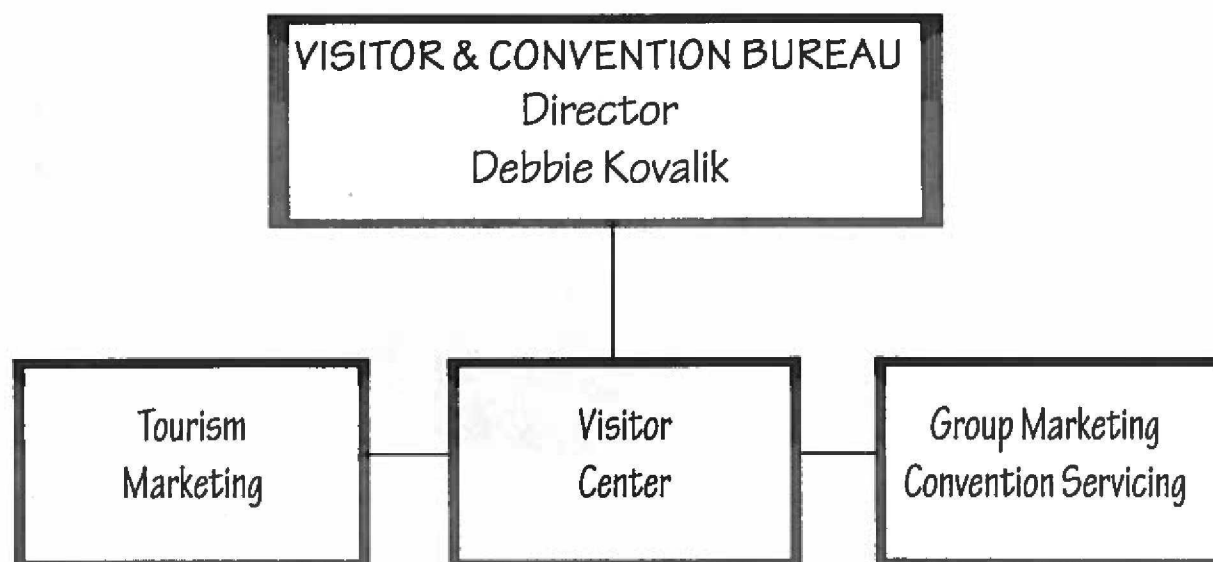 VISITOR & CONVENTION BUREAU
Director
Debbie Kovalik
Tourism
Marketing
Visitor
Center
Group Marketing
Convention Servicing